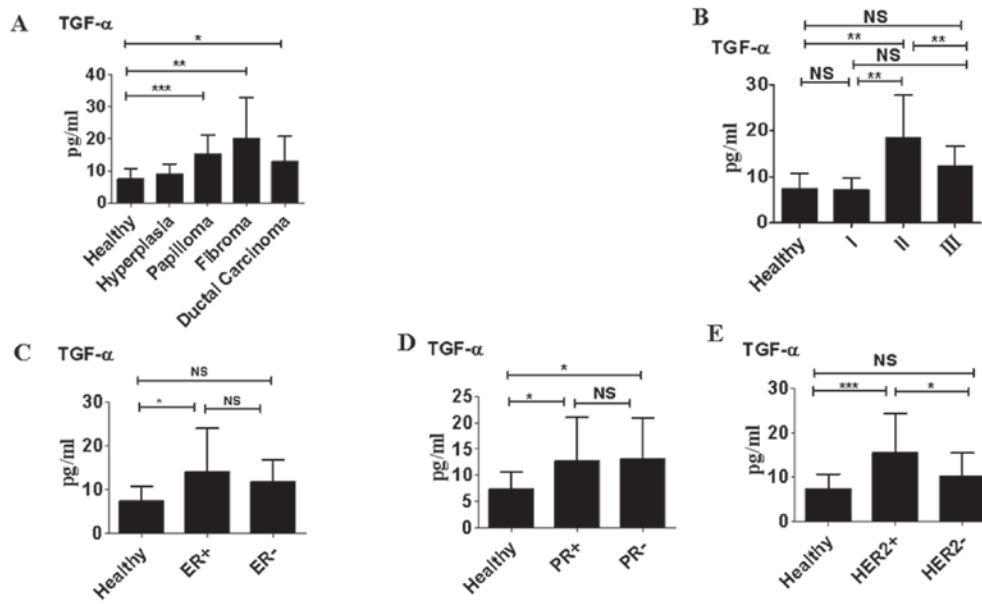 A
TGF-α
*
**
***
pg/ml
40
30
20
10
0
Healthy
Hyperplasia
Papilloma
Fibroma
Ductal Carcinoma
B
NS
TGF-α
** **
NS
NS **
pg/ml
30
20
10
0
Healthy
I
II
III
C
TGF-α
NS
* NS
pg/ml
30
20
10
0
Healthy
ER+
ER-
D
TGF-α
*
* NS
pg/ml
25
20
15
10
5
0
Healthy
PR+
PR-
E
TGF-α
NS
*** *
pg/ml
30
20
10
0
Healthy
HER2+
HER2-